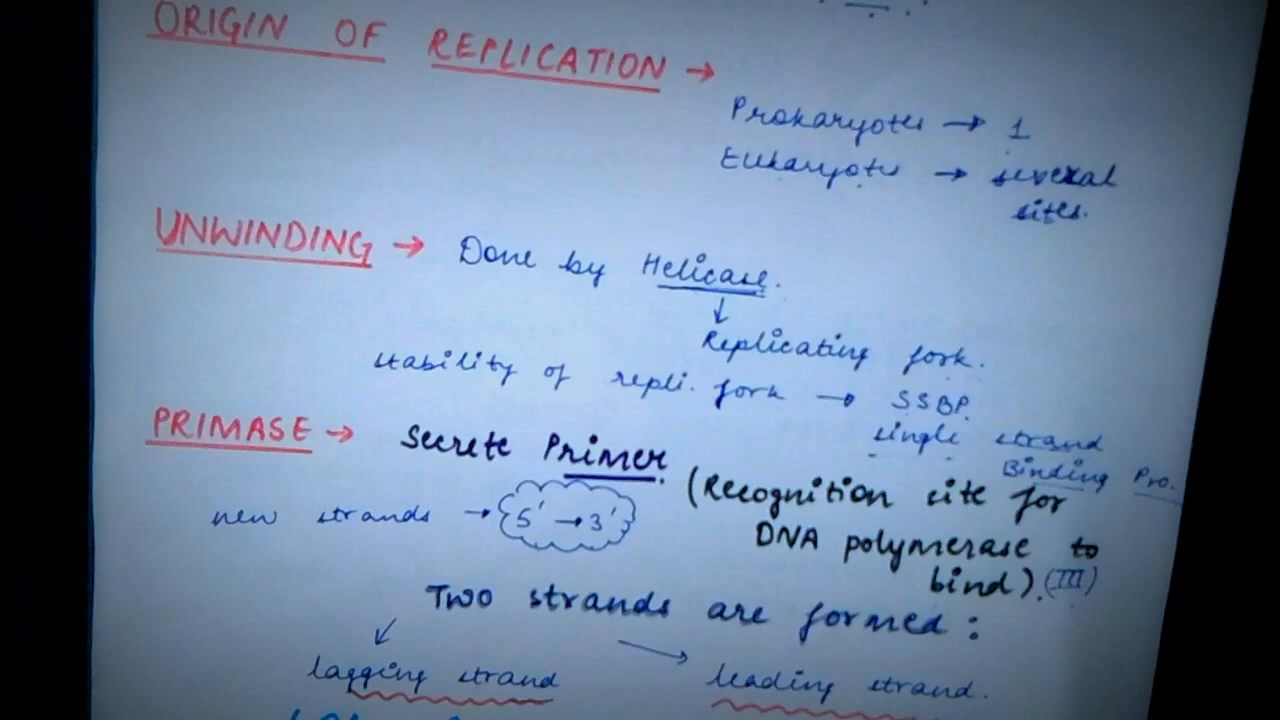 ORIGIN OF REPLICATION →
Prokaryotes → 1
Eukaryotes → several
sites.
UNWINDING → Done by Helicase.
↓
Replicating fork.
stability of repli. fork → SSBP.
single strand
Binding Pro.
PRIMASE → Secrete Primer.
(Recognition site for
DNA polymerase to
bind). (III)
new strands → 5' → 3'
Two strands are formed :
lagging strand
leading strand.